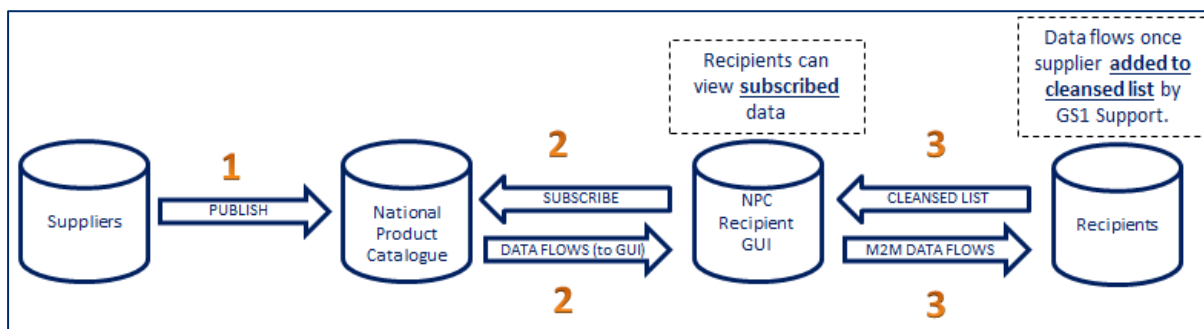 Recipients can
view subscribed
data
Data flows once
supplier added to
cleansed list by
GS1 Support.
1
2
3
Suppliers
PUBLISH
National
Product
Catalogue
SUBSCRIBE
DATA FLOWS (to GUI)
NPC
Recipient
GUI
CLEANSED LIST
M2M DATA FLOWS
Recipients
2
3